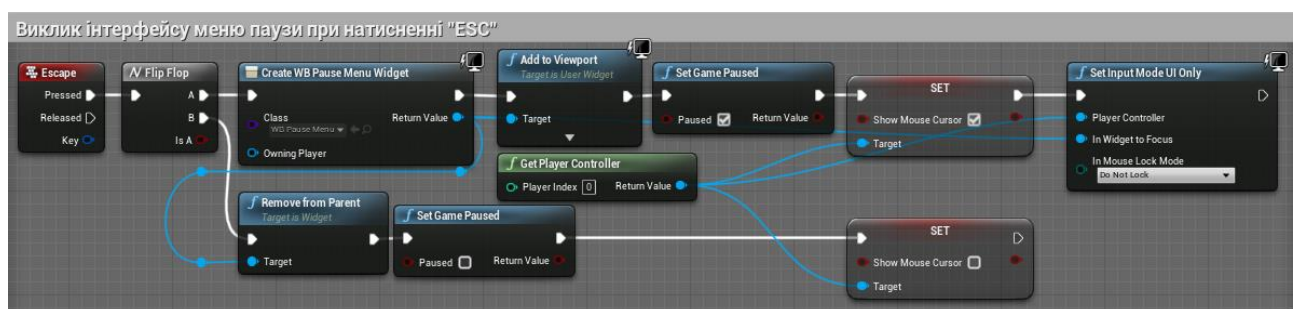 Виклик інтерфейсу меню паузи при натисненні "ESC"
Escape
Pressed
Released
Key
Flip Flop
A
B
Is A
Create WB Pause Menu Widget
Class
WB Pause Menu
Return Value
Owning Player
Add to Viewport
Target is User Widget
Target
Set Game Paused
Paused
Return Value
SET
Show Mouse Cursor
Target
Set Input Mode UI Only
Player Controller
In Widget to Focus
In Mouse Lock Mode
Do Not Lock
Get Player Controller
Player Index 0
Return Value
Remove from Parent
Target is Widget
Target
Set Game Paused
Paused
Return Value
SET
Show Mouse Cursor
Target